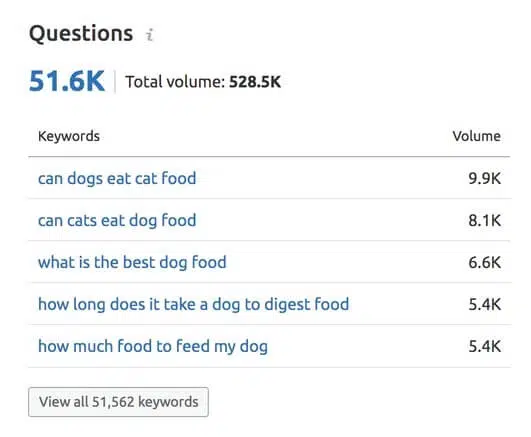 Questions i
51.6K Total volume: 528.5K
Keywords Volume
can dogs eat cat food 9.9K
can cats eat dog food 8.1K
what is the best dog food 6.6K
how long does it take a dog to digest food 5.4K
how much food to feed my dog 5.4K
View all 51,562 keywords